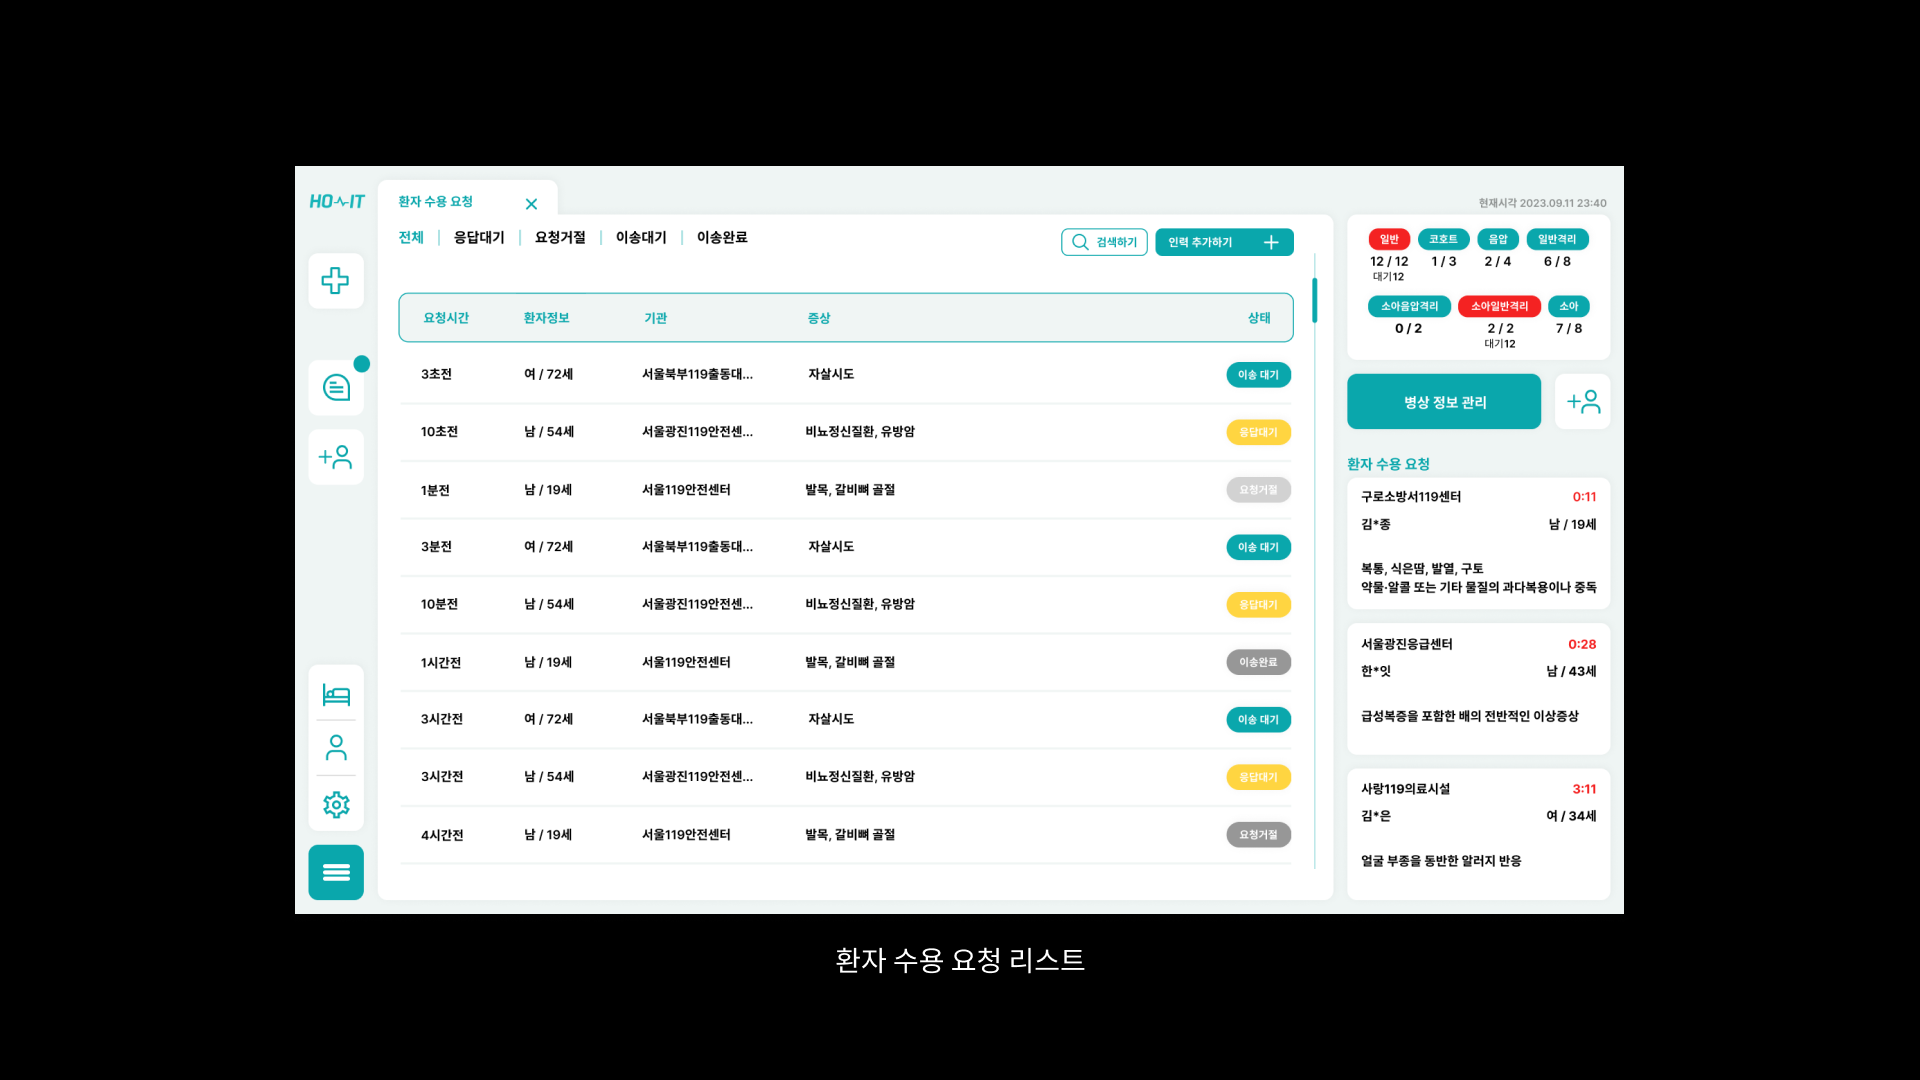 HO IT
환자 수용 요청
전체 | 응답대기 | 요청거절 | 이송대기 | 이송완료
검색하기
인력 추가하기
요청시간 환자정보 기관 증상 상태
3초전 여 / 72세 서울북부119출동대... 자살시도 이송 대기
10초전 남 / 54세 서울광진119안전센... 비뇨정신질환, 유방암 응답대기
1분전 남 / 19세 서울119안전센터 발목, 갈비뼈 골절 요청거절
3분전 여 / 72세 서울북부119출동대... 자살시도 이송 대기
10분전 남 / 54세 서울광진119안전센... 비뇨정신질환, 유방암 응답대기
1시간전 남 / 19세 서울119안전센터 발목, 갈비뼈 골절 이송완료
3시간전 여 / 72세 서울북부119출동대... 자살시도 이송 대기
3시간전 남 / 54세 서울광진119안전센... 비뇨정신질환, 유방암 응답대기
4시간전 남 / 19세 서울119안전센터 발목, 갈비뼈 골절 요청거절
현재시각 2023.09.11 23:40
일반 코호트 음압 일반격리
12 / 12 1 / 3 2 / 4 6 / 8
대기12
소아음압격리 소아일반격리 소아
0 / 2 2 / 2 7 / 8
대기12
병상 정보 관리
환자 수용 요청
구로소방서119센터 0:11
김*종 남 / 19세
복통, 식은땀, 발열, 구토
약물·알콜 또는 기타 물질의 과다복용이나 중독
서울광진응급센터 0:28
한*잇 남 / 43세
급성복증을 포함한 배의 전반적인 이상증상
사랑119의료시설 3:11
김*은 여 / 34세
얼굴 부종을 동반한 알러지 반응
환자 수용 요청 리스트